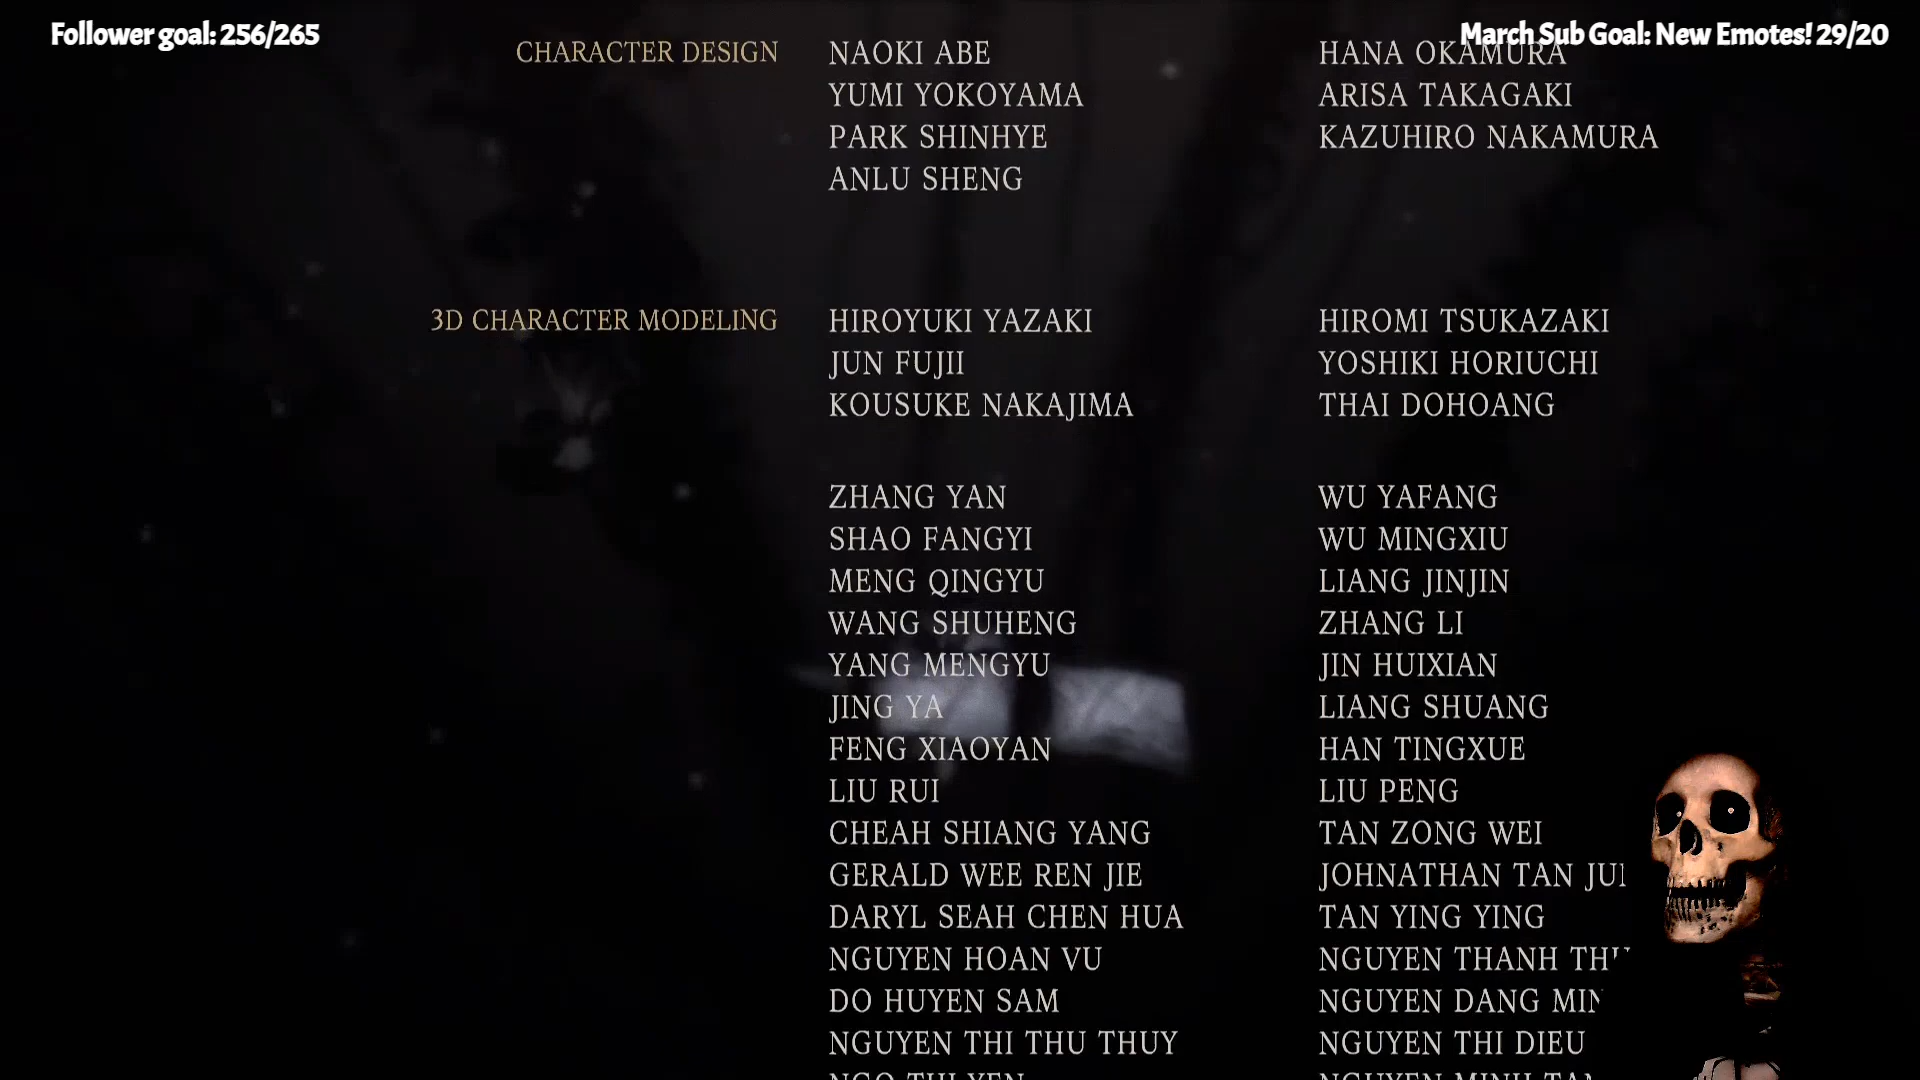 Follower goal: 256/265
March Sub Goal: New Emotes! 29/20
CHARACTER DESIGN
NAOKI ABE
HANA OKAMURA
YUMI YOKOYAMA
ARISA TAKAGAKI
PARK SHINHYE
KAZUHIRO NAKAMURA
ANLU SHENG
3D CHARACTER MODELING
HIROYUKI YAZAKI
HIROMI TSUKAZAKI
JUN FUJII
YOSHIKI HORIUCHI
KOUSUKE NAKAJIMA
THAI DOHOANG
ZHANG YAN
WU YAFANG
SHAO FANGYI
WU MINGXIU
MENG QINGYU
LIANG JINJIN
WANG SHUHENG
ZHANG LI
YANG MENGYU
JIN HUIXIAN
JING YA
LIANG SHUANG
FENG XIAOYAN
HAN TINGXUE
LIU RUI
LIU PENG
CHEAH SHIANG YANG
TAN ZONG WEI
GERALD WEE REN JIE
JOHNATHAN TAN
DARYL SEAH CHEN HUA
TAN YING YING
NGUYEN HOAN VU
NGUYEN THANH
DO HUYEN SAM
NGUYEN DANG
NGUYEN THI THU THUY
NGUYEN THI DIEU